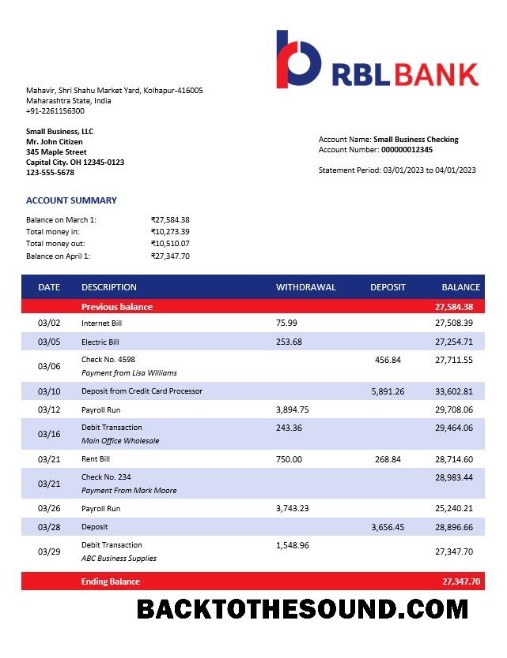 RBL BANK
Mahavir, Shri Shahu Market Yard, Kolhapur-416005
Maharastra State, India
+91-2261156300
Small Business, LLC
Mr. John Citizen
345 Maple Street
Capital City. OH 12345-0123
123-555-5678
Account Name: Small Business Checking
Account Number: 000000012345
Statement Period: 03/01/2023 to 04/01/2023
ACCOUNT SUMMARY
Balance on March 1: ₹27,584.38
Total money in: ₹10,273.39
Total money out: ₹10,510.07
Balance on April 1: ₹27,347.70
DATE DESCRIPTION WITHDRAWAL DEPOSIT BALANCE
Previous balance 27,584.38
03/02 Internet Bill 75.99 27,508.39
03/05 Electric Bill 253.68 27,254.71
03/06 Check No. 4598 456.84 27,711.55
Payment from Lisa Williams
03/10 Deposit from Credit Card Processor 5,891.26 33,602.81
03/12 Payroll Run 3,894.75 29,708.06
03/16 Debit Transaction 243.36 29,464.06
Main Office Wholesale
03/21 Rent Bill 750.00 268.84 28,714.60
03/21 Check No. 234 28,983.44
Payment From Mark Moore
03/26 Payroll Run 3,743.23 25,240.21
03/28 Deposit 3,656.45 28,896.66
03/29 Debit Transaction 1,548.96 27,347.70
ABC Business Supplies
Ending Balance 27,347.70
BACKTOTHESOUND.COM